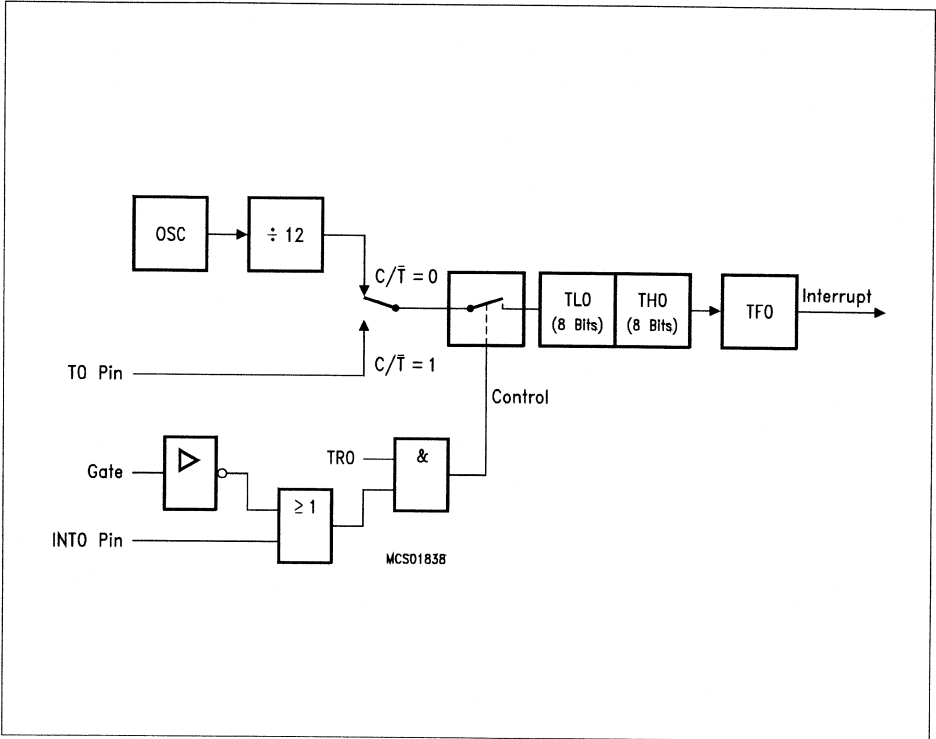 OSC
÷ 12
C/T̅ = 0
TL0
(8 Bits)
TH0
(8 Bits)
TF0
Interrupt
T0 Pin
C/T̅ = 1
Control
Gate
TR0
&
≥ 1
INT0 Pin
MCS01838